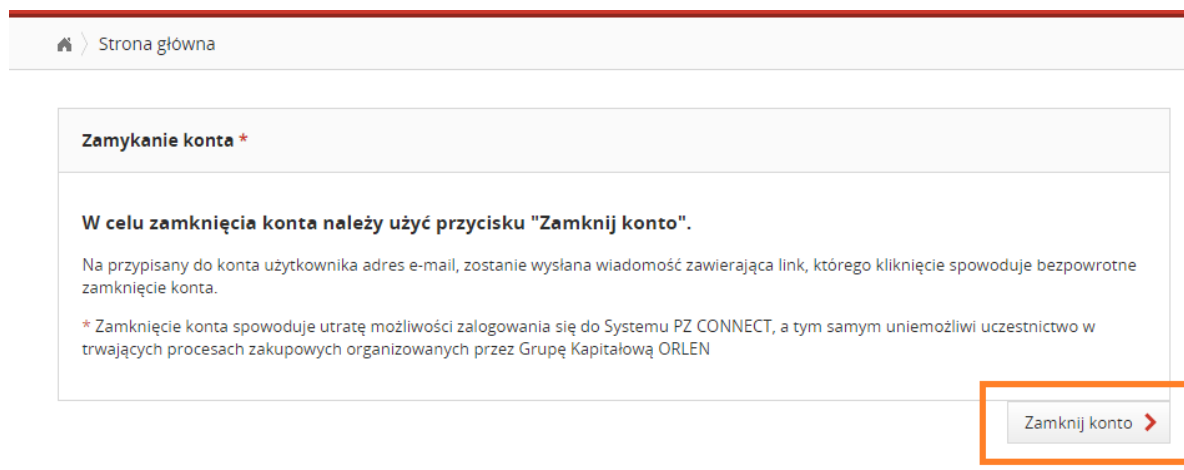 Strona główna
Zamykanie konta *
W celu zamknięcia konta należy użyć przycisku "Zamknij konto".
Na przypisany do konta użytkownika adres e-mail, zostanie wysłana wiadomość zawierająca link, którego kliknięcie spowoduje bezpowrotne
zamknięcie konta.
* Zamknięcie konta spowoduje utratę możliwości zalogowania się do Systemu PZ CONNECT, a tym samym uniemożliwi uczestnictwo w
trwających procesach zakupowych organizowanych przez Grupę Kapitałową ORLEN
Zamknij konto